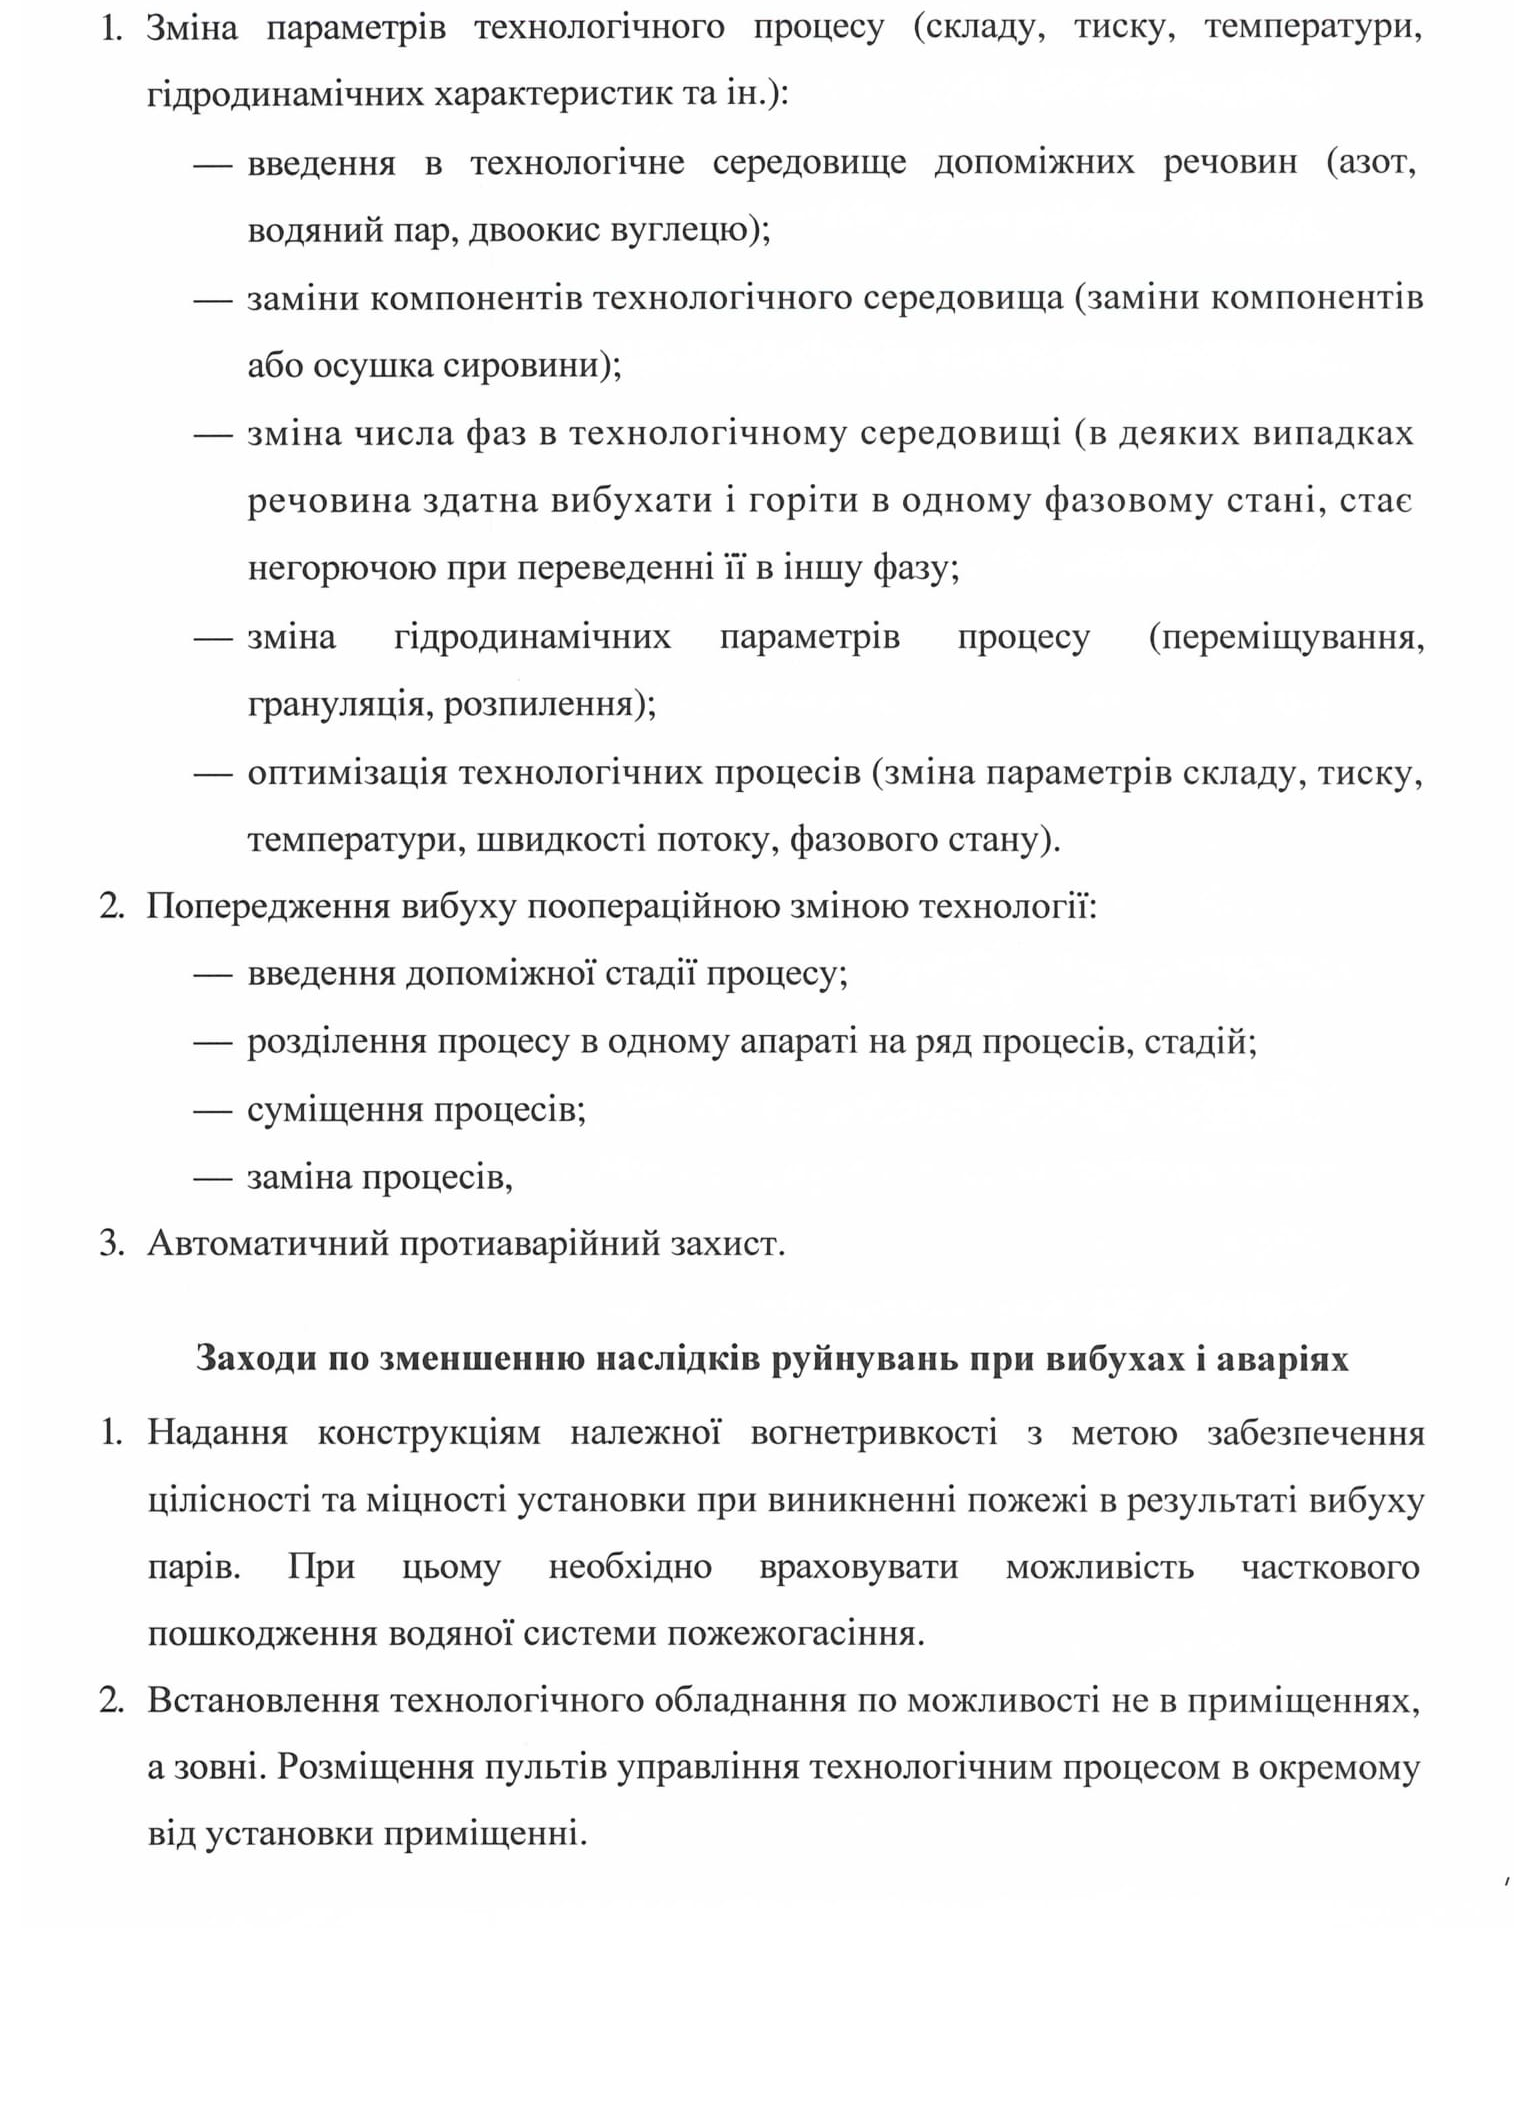 1. Зміна параметрів технологічного процесу (складу, тиску, температури,
гідродинамічних характеристик та ін.):
— введення в технологічне середовище допоміжних речовин (азот,
водяний пар, двоокис вуглецю);
— заміни компонентів технологічного середовища (заміни компонентів
або осушка сировини);
— зміна числа фаз в технологічному середовищі (в деяких випадках
речовина здатна вибухати і горіти в одному фазовому стані, стає
негорючою при переведенні її в іншу фазу;
— зміна гідродинамічних параметрів процесу (переміщування,
грануляція, розпилення);
— оптимізація технологічних процесів (зміна параметрів складу, тиску,
температури, швидкості потоку, фазового стану).
2. Попередження вибуху поопераційною зміною технології:
— введення допоміжної стадії процесу;
— розділення процесу в одному апараті на ряд процесів, стадій;
— суміщення процесів;
— заміна процесів,
3. Автоматичний протиаварійний захист.
Заходи по зменшенню наслідків руйнувань при вибухах і аваріях
1. Надання конструкціям належної вогнетривкості з метою забезпечення
цілісності та міцності установки при виникненні пожежі в результаті вибуху
парів. При цьому необхідно враховувати можливість часткового
пошкодження водяної системи пожежогасіння.
2. Встановлення технологічного обладнання по можливості не в приміщеннях,
а зовні. Розміщення пультів управління технологічним процесом в окремому
від установки приміщенні.